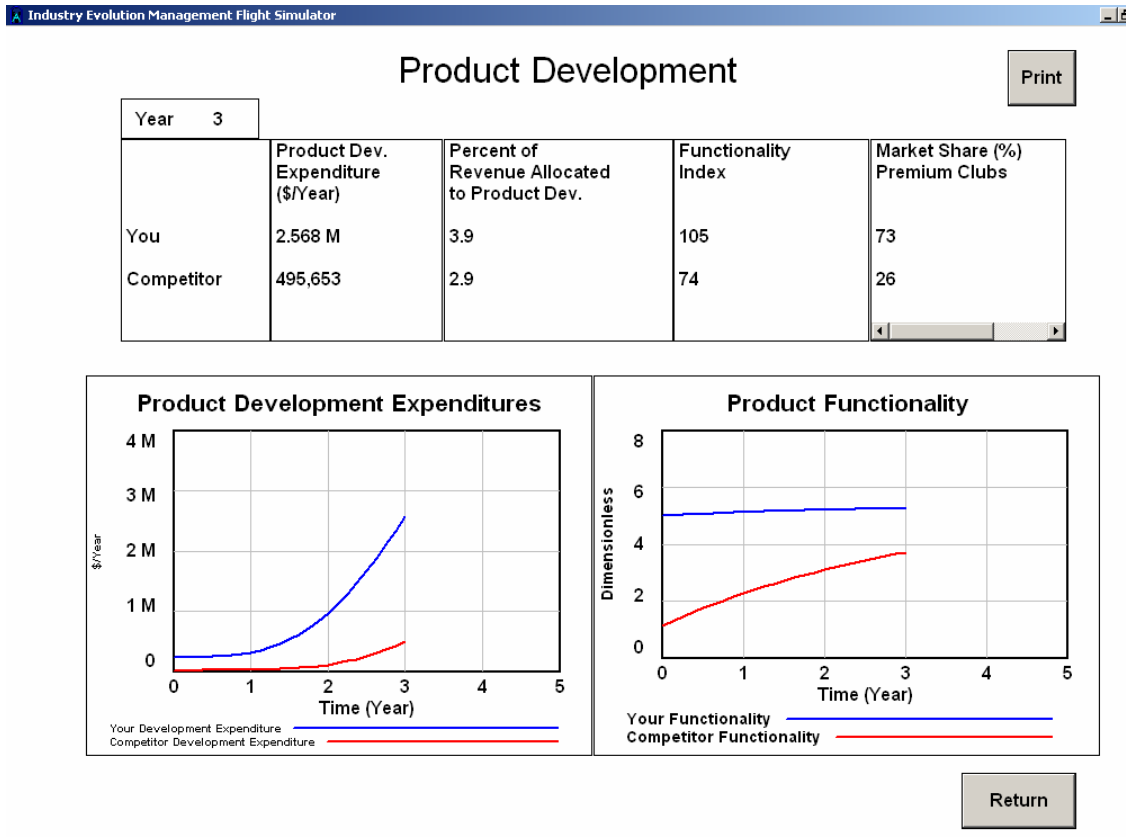 Industry Evolution Management Flight Simulator
Product Development
Print
Year 3
Product Dev.
Expenditure
($/Year)
Percent of
Revenue Allocated
to Product Dev.
Functionality
Index
Market Share (%)
Premium Clubs
You 2.568 M 3.9 105 73
Competitor 495,653 2.9 74 26
Product Development Expenditures
4 M
3 M
2 M
1 M
0
$/Year
0 1 2 3 4 5
Time (Year)
Your Development Expenditure
Competitor Development Expenditure
Product Functionality
8
6
4
2
0
Dimensionless
0 1 2 3 4 5
Time (Year)
Your Functionality
Competitor Functionality
Return